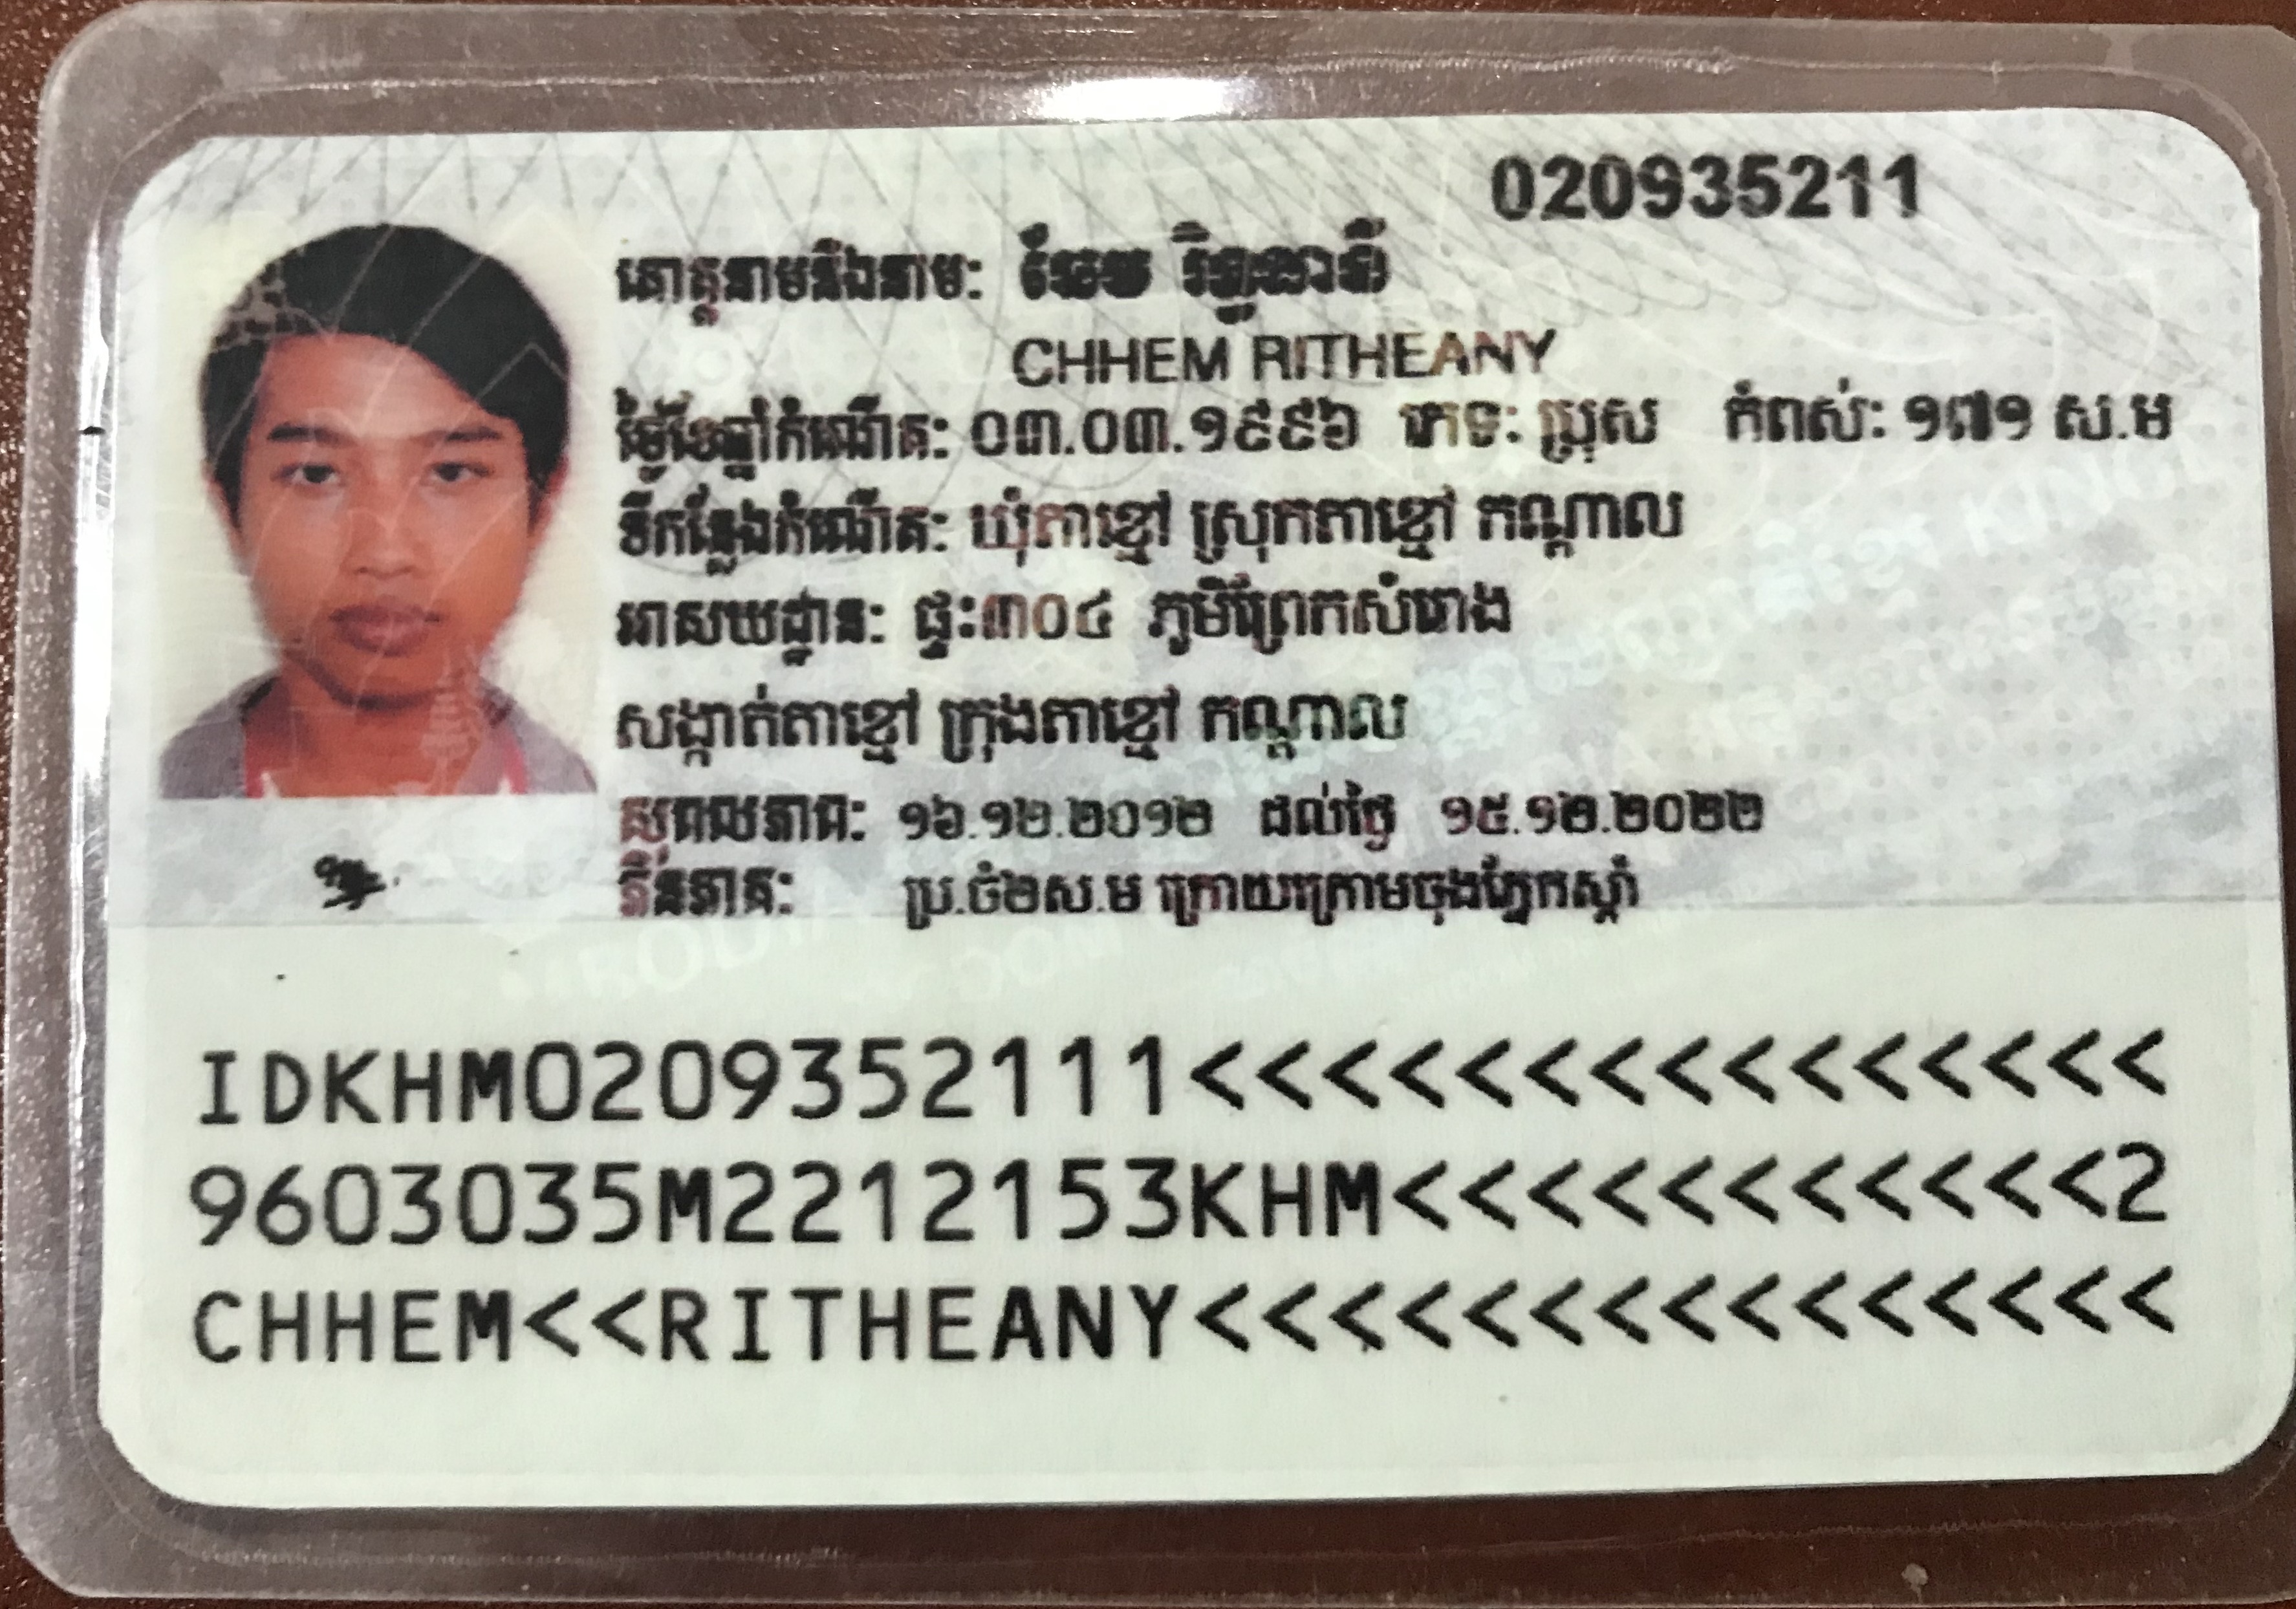 020935211
គោត្តនាមនិងនាម: ឆែម រិទ្ធីដានី
CHHEM RITHEANY
ថ្ងៃខែឆ្នាំកំណើត: ០៣.០៣.១៩៩៦ ភេទ: ប្រុស កំពស់: ១៧១ ស.ម
ទីកន្លែងកំណើត: ឃុំតាខ្មៅ ស្រុកតាខ្មៅ កណ្តាល
អាសយដ្ឋាន: ផ្ទះ៣០៤ ភូមិព្រែកសំរោង
សង្កាត់តាខ្មៅ ក្រុងតាខ្មៅ កណ្តាល
សុពលភាព: ១៦.១២.២០១២ ដល់ថ្ងៃ ១៥.១២.២០២២
ភិនភាគ: ប្រ.ចំ២ស.ម ក្រោយក្រោមចុងភ្នែកស្តាំ
IDKHM0209352111<<<<<<<<<<<<<<<
9603035M2212153KHM<<<<<<<<<<<2
CHHEM<<RITHEANY<<<<<<<<<<<<<<<